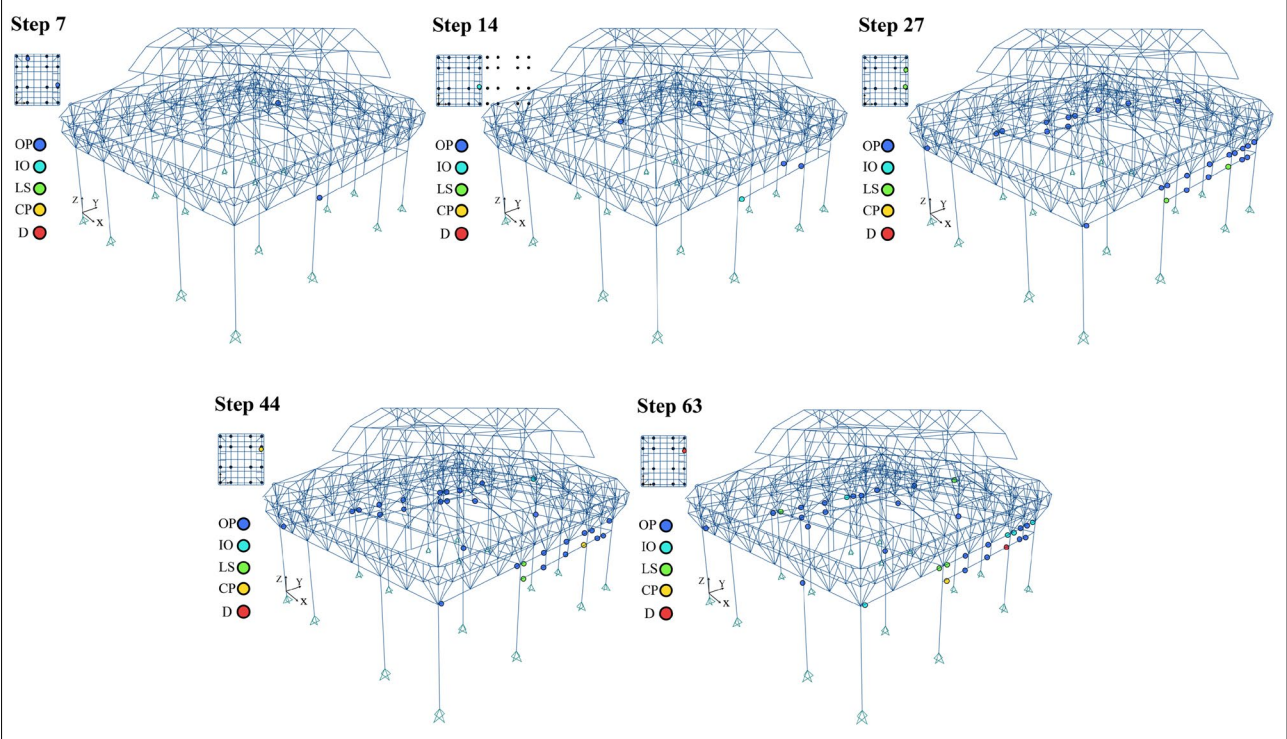 Step 7
OP
IO
LS
CP
D
Z
Y
X
Step 14
OP
IO
LS
CP
D
Z
Y
X
Step 27
OP
IO
LS
CP
D
Z
Y
X
Step 44
OP
IO
LS
CP
D
Z
Y
X
Step 63
OP
IO
LS
CP
D
Z
Y
X